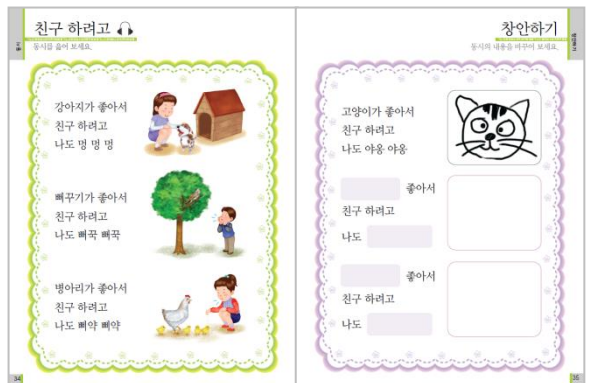 친구 하려고
동시를 읊어 보세요.
강아지가 좋아서
친구 하려고
나도 멍 멍 멍
뻐꾸기가 좋아서
친구 하려고
나도 뻐꾹 뻐꾹
병아리가 좋아서
친구 하려고
나도 삐약 삐약
34
창안하기
동시의 내용을 바꾸어 보세요.
창안하기
고양이가 좋아서
친구 하려고
나도 야옹 야옹
좋아서
친구 하려고
나도
좋아서
친구 하려고
나도
35